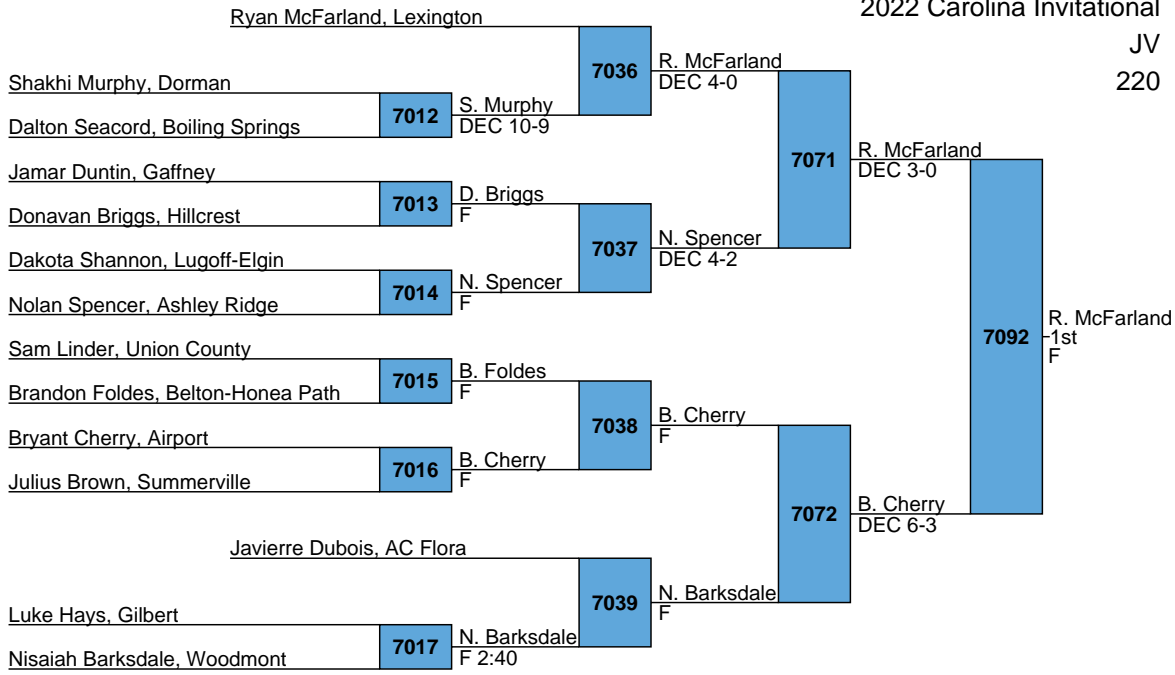 2022 Carolina Invitational
JV
220
Ryan McFarland, Lexington
Shakhi Murphy, Dorman
Dalton Seacord, Boiling Springs
Jamar Duntin, Gaffney
Donavan Briggs, Hillcrest
Dakota Shannon, Lugoff-Elgin
Nolan Spencer, Ashley Ridge
Sam Linder, Union County
Brandon Foldes, Belton-Honea Path
Bryant Cherry, Airport
Julius Brown, Summerville
Javierre Dubois, AC Flora
Luke Hays, Gilbert
Nisaiah Barksdale, Woodmont
7012
S. Murphy
DEC 10-9
7013
D. Briggs
F
7014
N. Spencer
F
7015
B. Foldes
F
7016
B. Cherry
F
7017
N. Barksdale
F 2:40
7036
R. McFarland
DEC 4-0
7037
N. Spencer
DEC 4-2
7038
B. Cherry
F
7039
N. Barksdale
F
7071
R. McFarland
DEC 3-0
7072
B. Cherry
DEC 6-3
7092
R. McFarland
1st
F